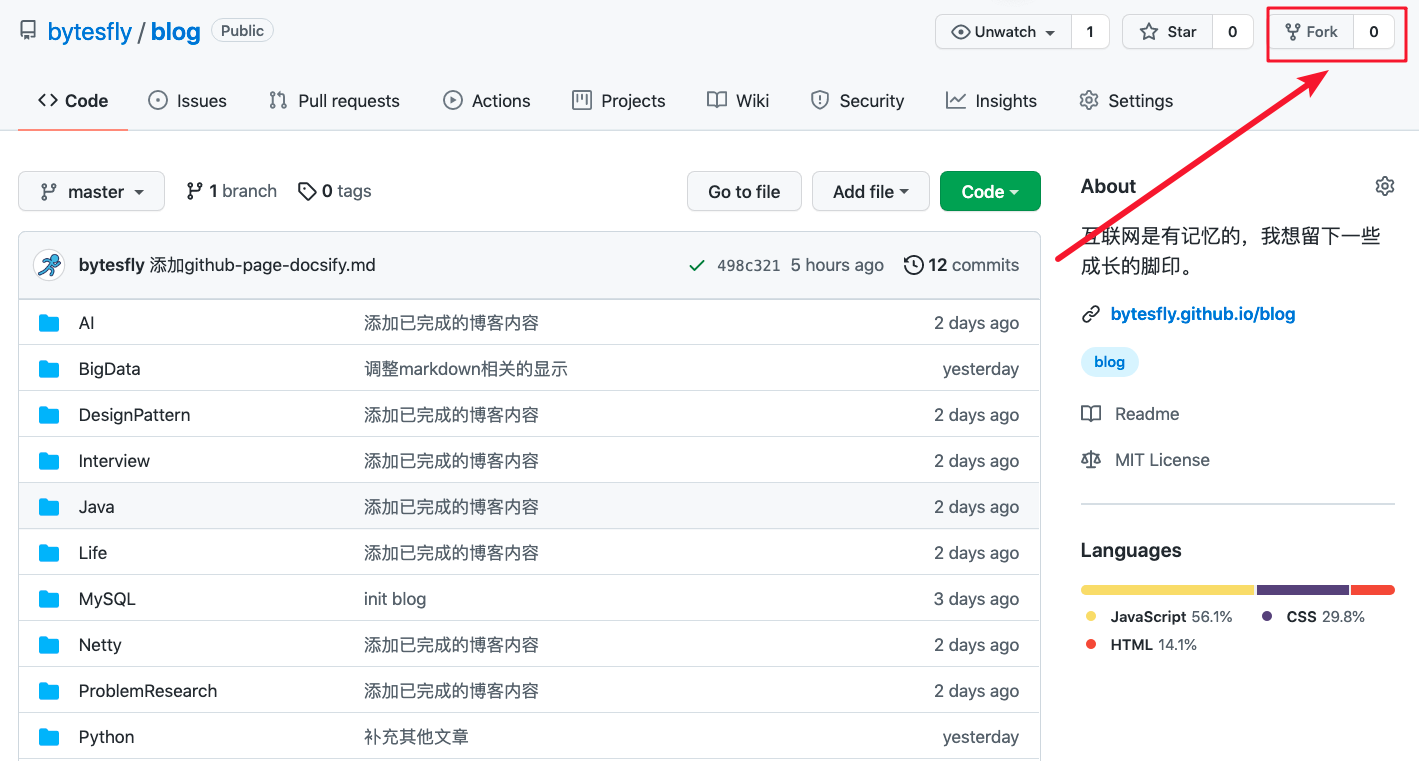 bytesfly / blog Public Unwatch 1 Star 0 Fork 0
Code Issues Pull requests Actions Projects Wiki Security Insights Settings
master 1 branch 0 tags Go to file Add file Code
bytesfly 添加github-page-docsify.md 498c321 5 hours ago 12 commits
AI 添加已完成的博客内容 2 days ago
BigData 调整markdown相关的显示 yesterday
DesignPattern 添加已完成的博客内容 2 days ago
Interview 添加已完成的博客内容 2 days ago
Java 添加已完成的博客内容 2 days ago
Life 添加已完成的博客内容 2 days ago
MySQL init blog 3 days ago
Netty 添加已完成的博客内容 2 days ago
ProblemResearch 添加已完成的博客内容 2 days ago
Python 补充其他文章 yesterday
About
互联网是有记忆的，我想留下一些
成长的脚印。
bytesfly.github.io/blog
blog
Readme
MIT License
Languages
JavaScript 56.1% CSS 29.8%
HTML 14.1%